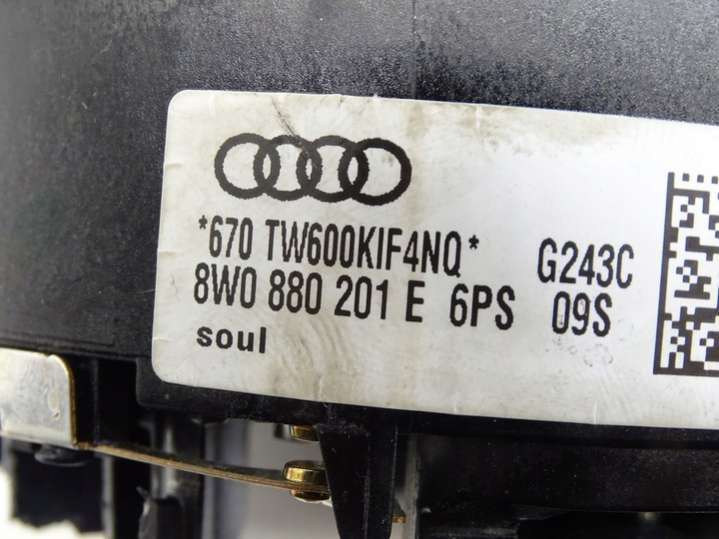 *670 TW600KIF4NQ* G243C
8W0 880 201 E 6PS 09S
soul